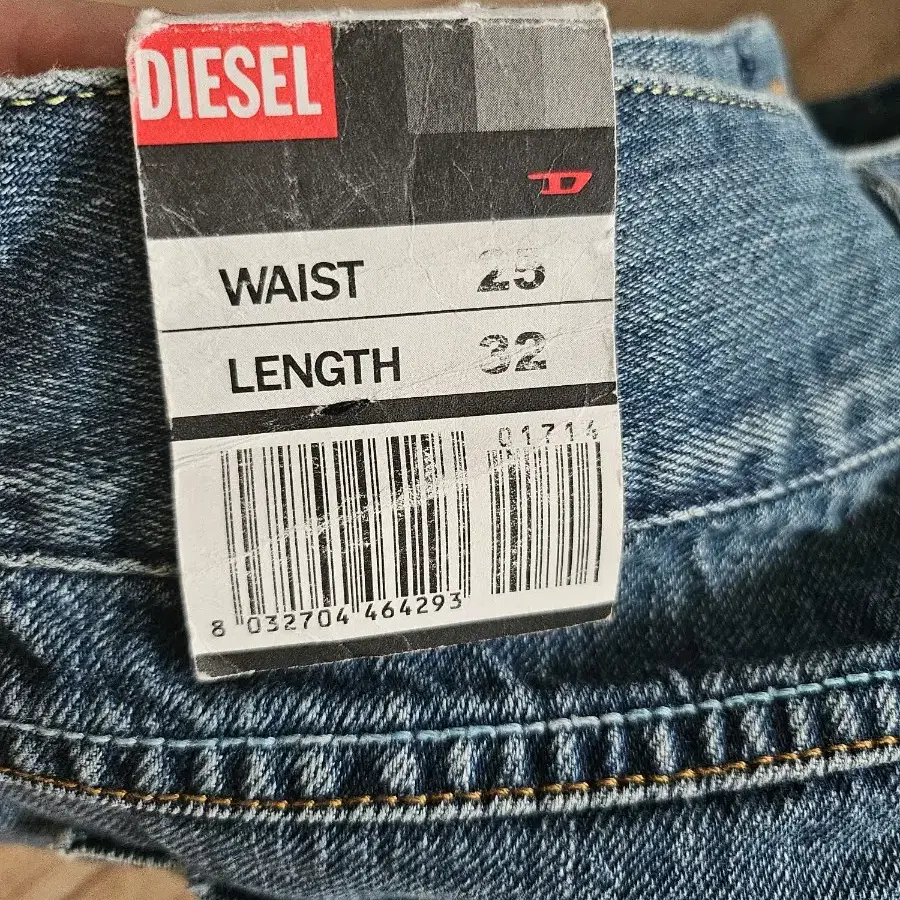 DIESEL
D
WAIST 25
LENGTH 32
01714
8 032704 464293